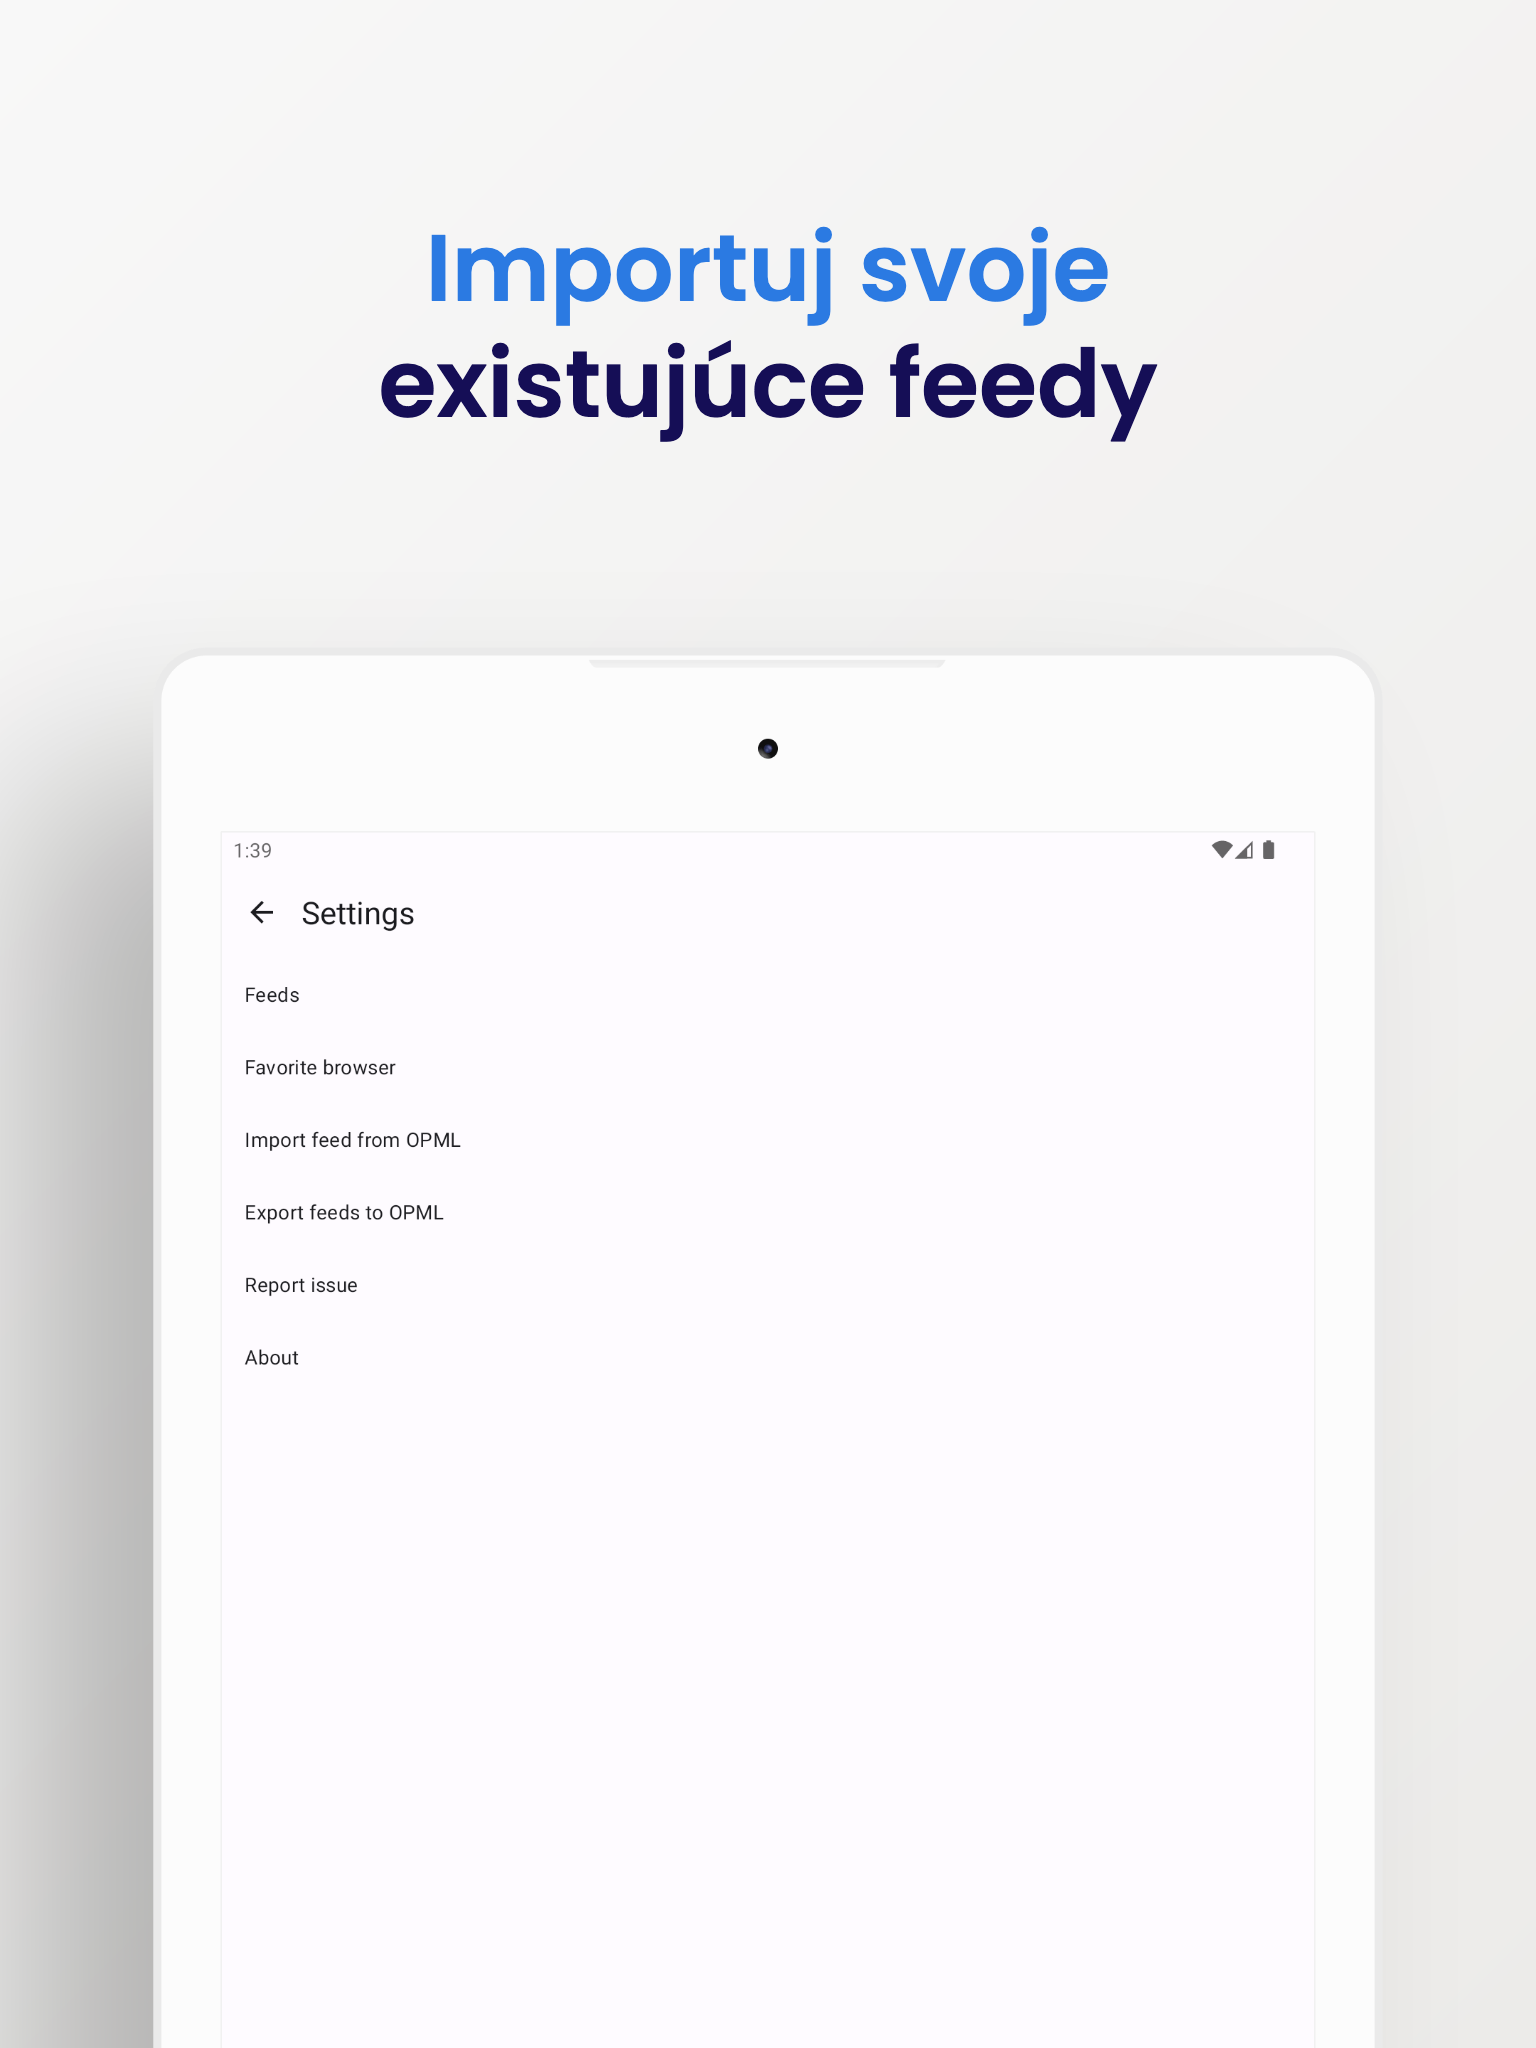 Importuj svoje
existujúce feedy
1:39
Settings
Feeds
Favorite browser
Import feed from OPML
Export feeds to OPML
Report issue
About